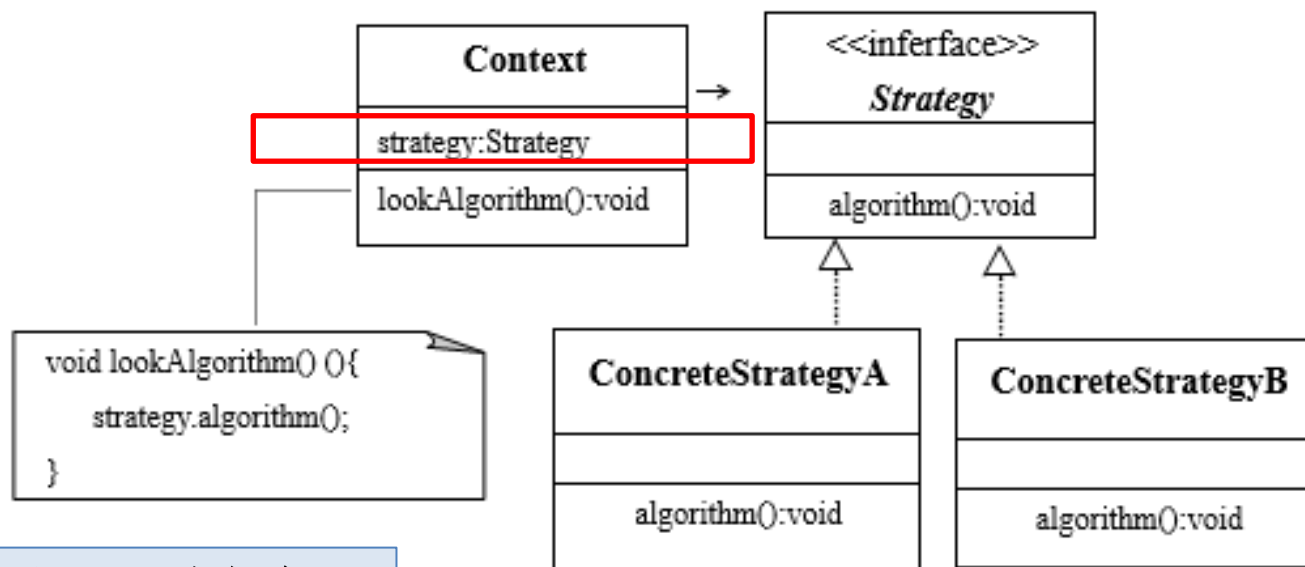 Context
strategy:Strategy
lookAlgorithm():void
<<inferface>>
Strategy
algorithm():void
void lookAlgorithm() (){
strategy.algorithm();
}
ConcreteStrategyA
algorithm():void
ConcreteStrategyB
algorithm():void